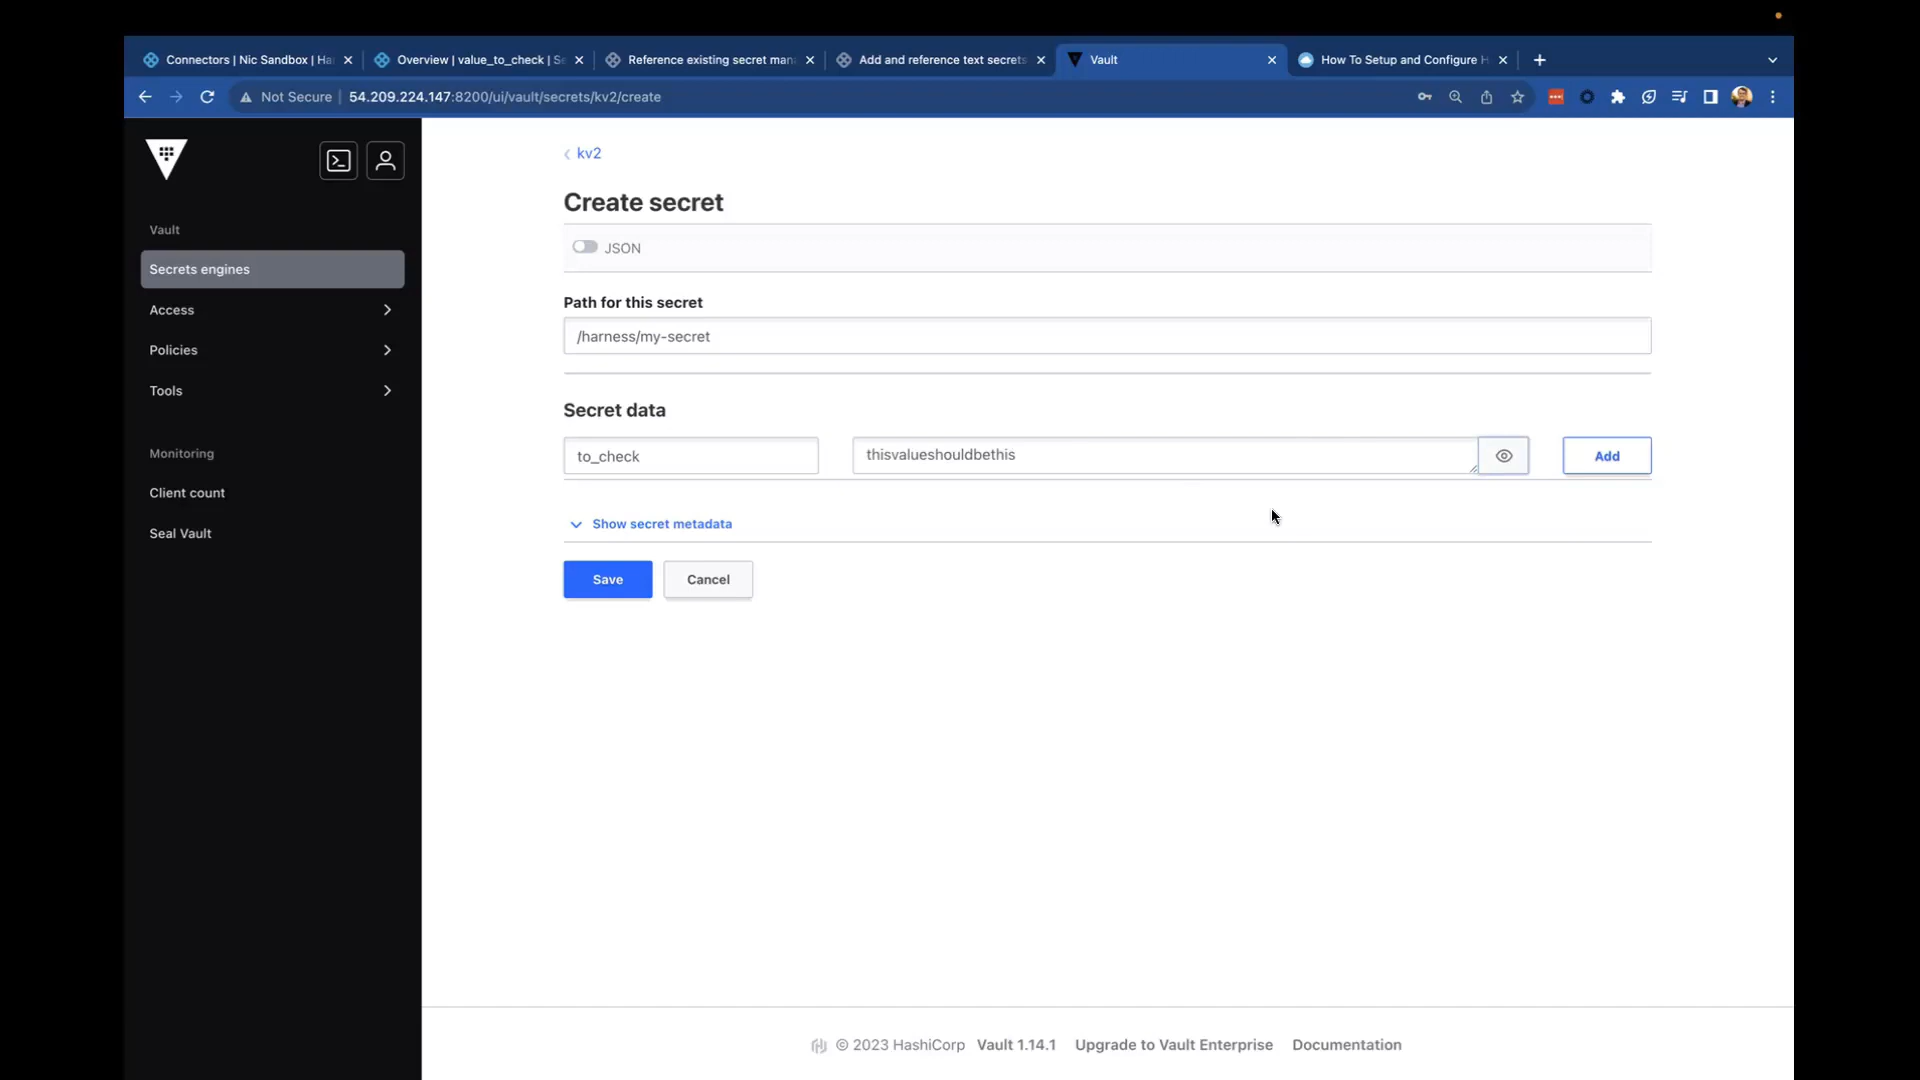 Connectors | Nic Sandbox | Ha
Overview | value_to_check | Se
Reference existing secret man
Add and reference text secrets
Vault
How To Setup and Configure H
Not Secure | 54.209.224.147:8200/ui/vault/secrets/kv2/create
Vault
Secrets engines
Access
Policies
Tools
Monitoring
Client count
Seal Vault
kv2
Create secret
JSON
Path for this secret
/harness/my-secret
Secret data
to_check
thisvalueshouldbethis
Add
Show secret metadata
Save
Cancel
© 2023 HashiCorp Vault 1.14.1 Upgrade to Vault Enterprise Documentation